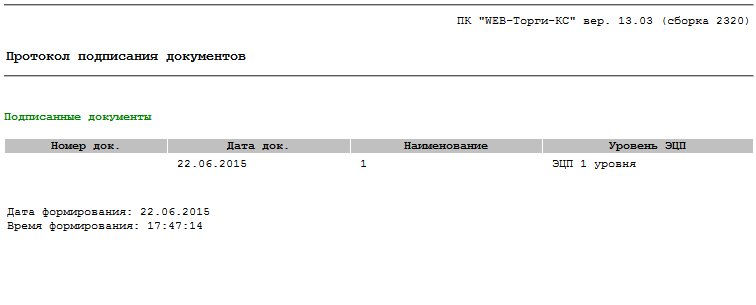 ПК "WEB-Торги-КС" вер. 13.03 (сборка 2320)
Протокол подписания документов
Подписанные документы
Номер док. Дата док. Наименование Уровень ЭЦП
22.06.2015 1 ЭЦП 1 уровня
Дата формирования: 22.06.2015
Время формирования: 17:47:14